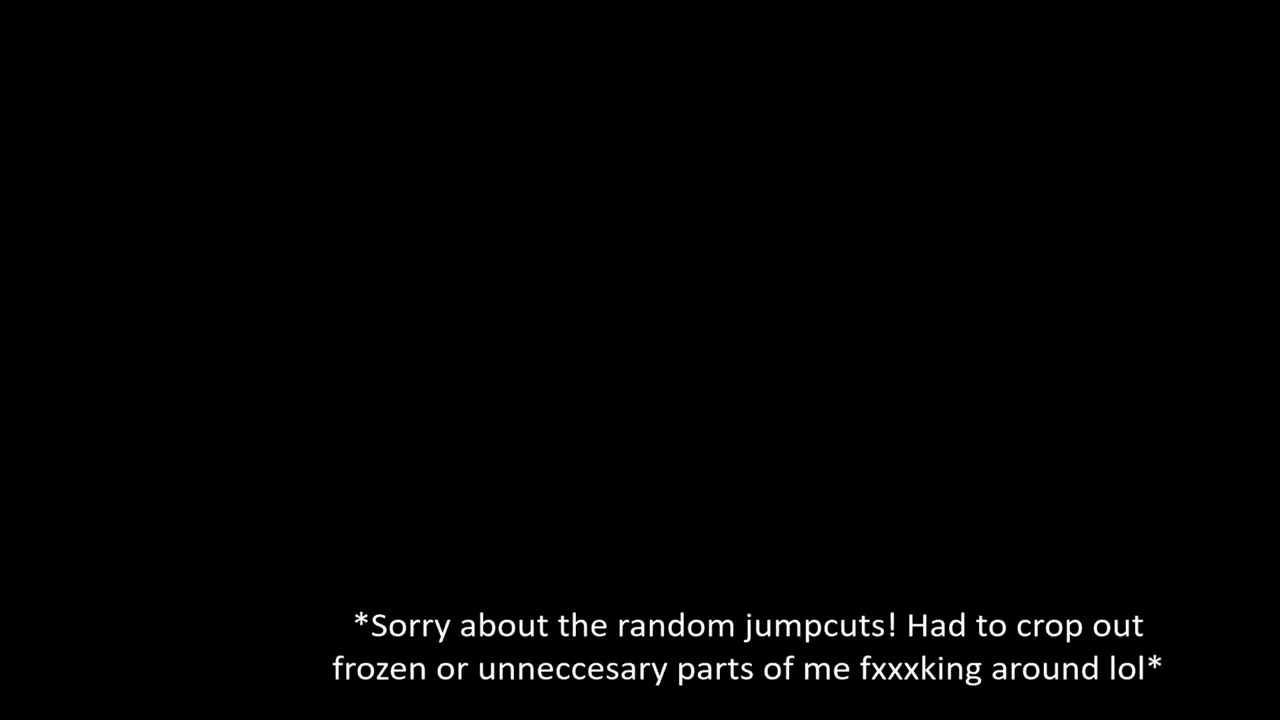 *Sorry about the random jumpcuts! Had to crop out
frozen or unneccesary parts of me fxxxking around lol*